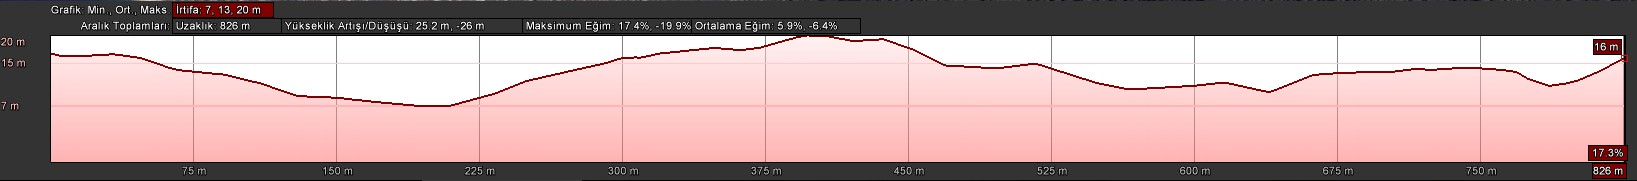 Grafik: Min., Ort., Maks. İrtifa: 7, 13, 20 m
Aralık Toplamları: Uzaklık: 826 m Yükseklik Artışı/Düşüşü: 25.2 m, -26 m Maksimum Eğim: 17.4%, -19.9% Ortalama Eğim: 5.9%, -6.4%
20 m
16 m
15 m
7 m
17.3%
75 m 150 m 225 m 300 m 375 m 450 m 525 m 600 m 675 m 750 m 826 m